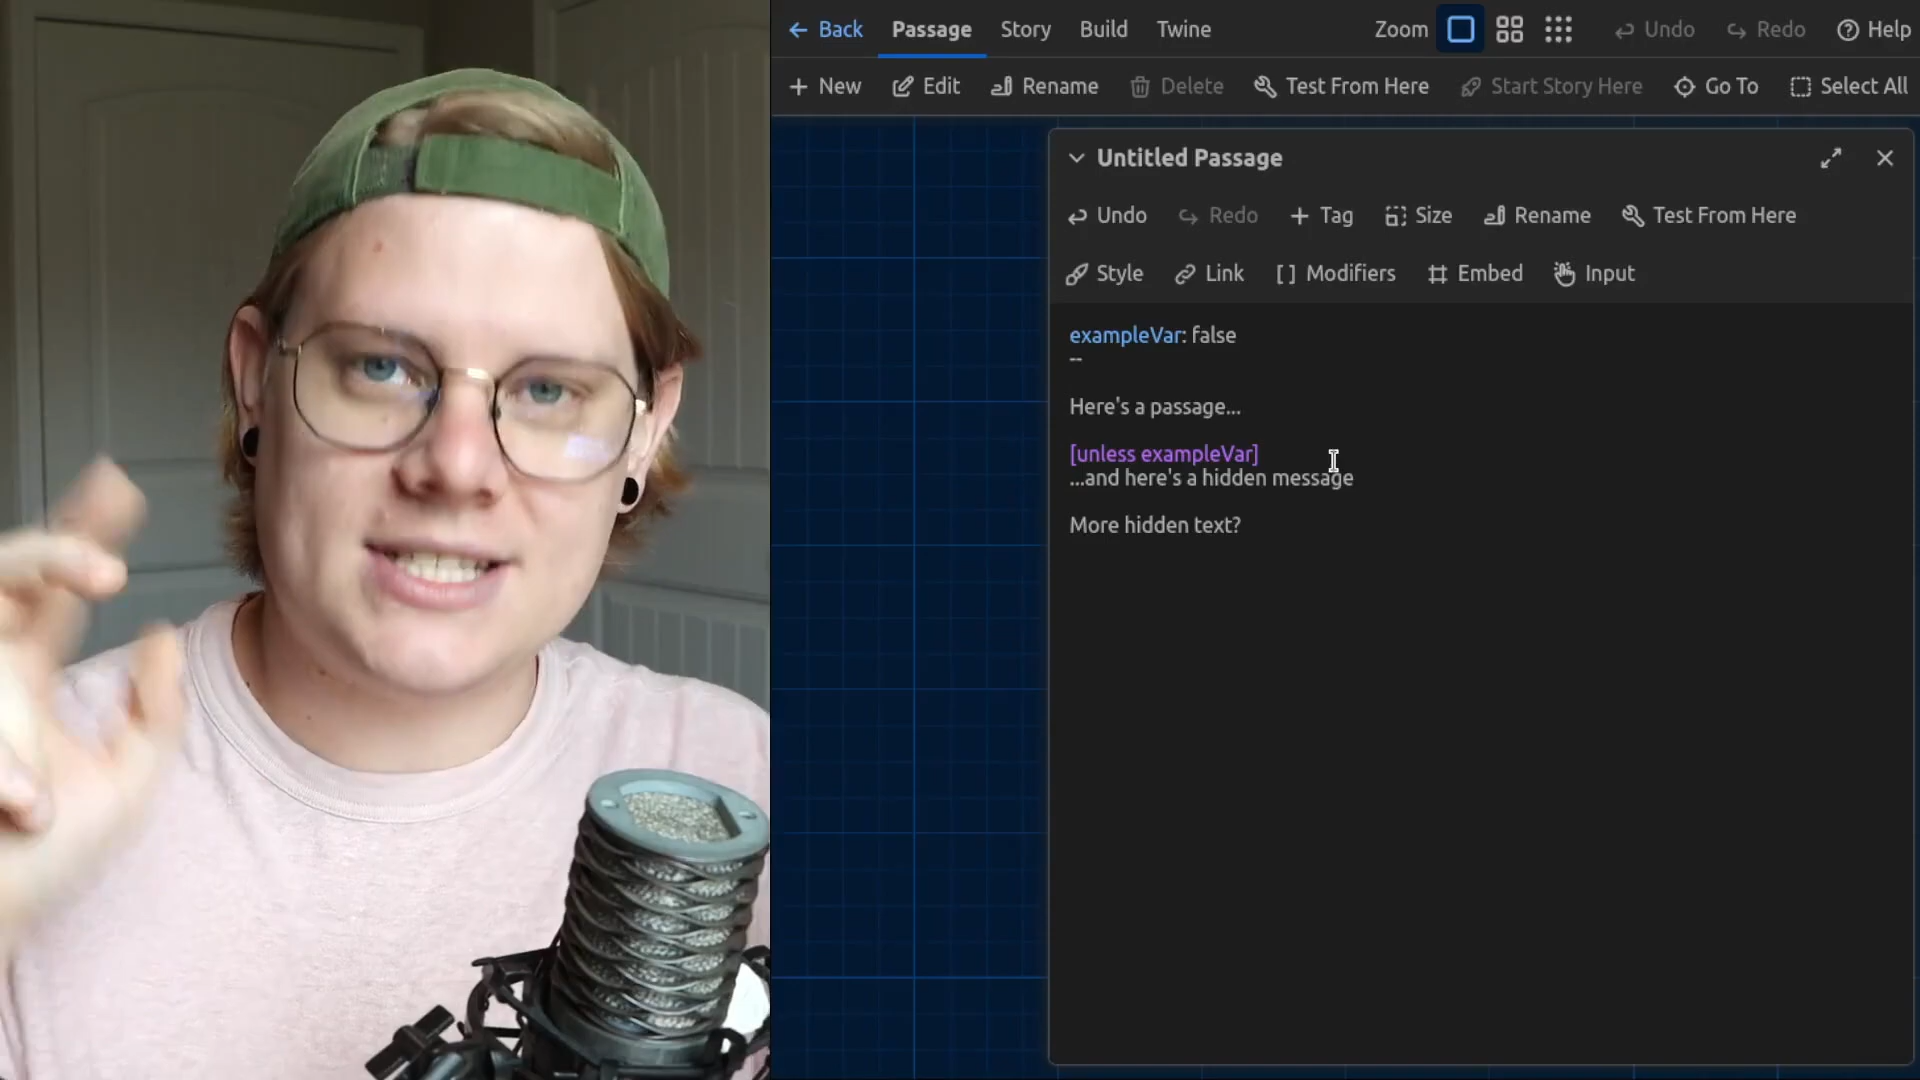 Back Passage Story Build Twine Zoom Undo Redo Help
New Edit Rename Delete Test From Here Start Story Here Go To Select All
Untitled Passage
Undo Redo Tag Size Rename Test From Here
Style Link [ ] Modifiers Embed Input
exampleVar: false
--
Here's a passage...
[unless exampleVar]
...and here's a hidden message
More hidden text?